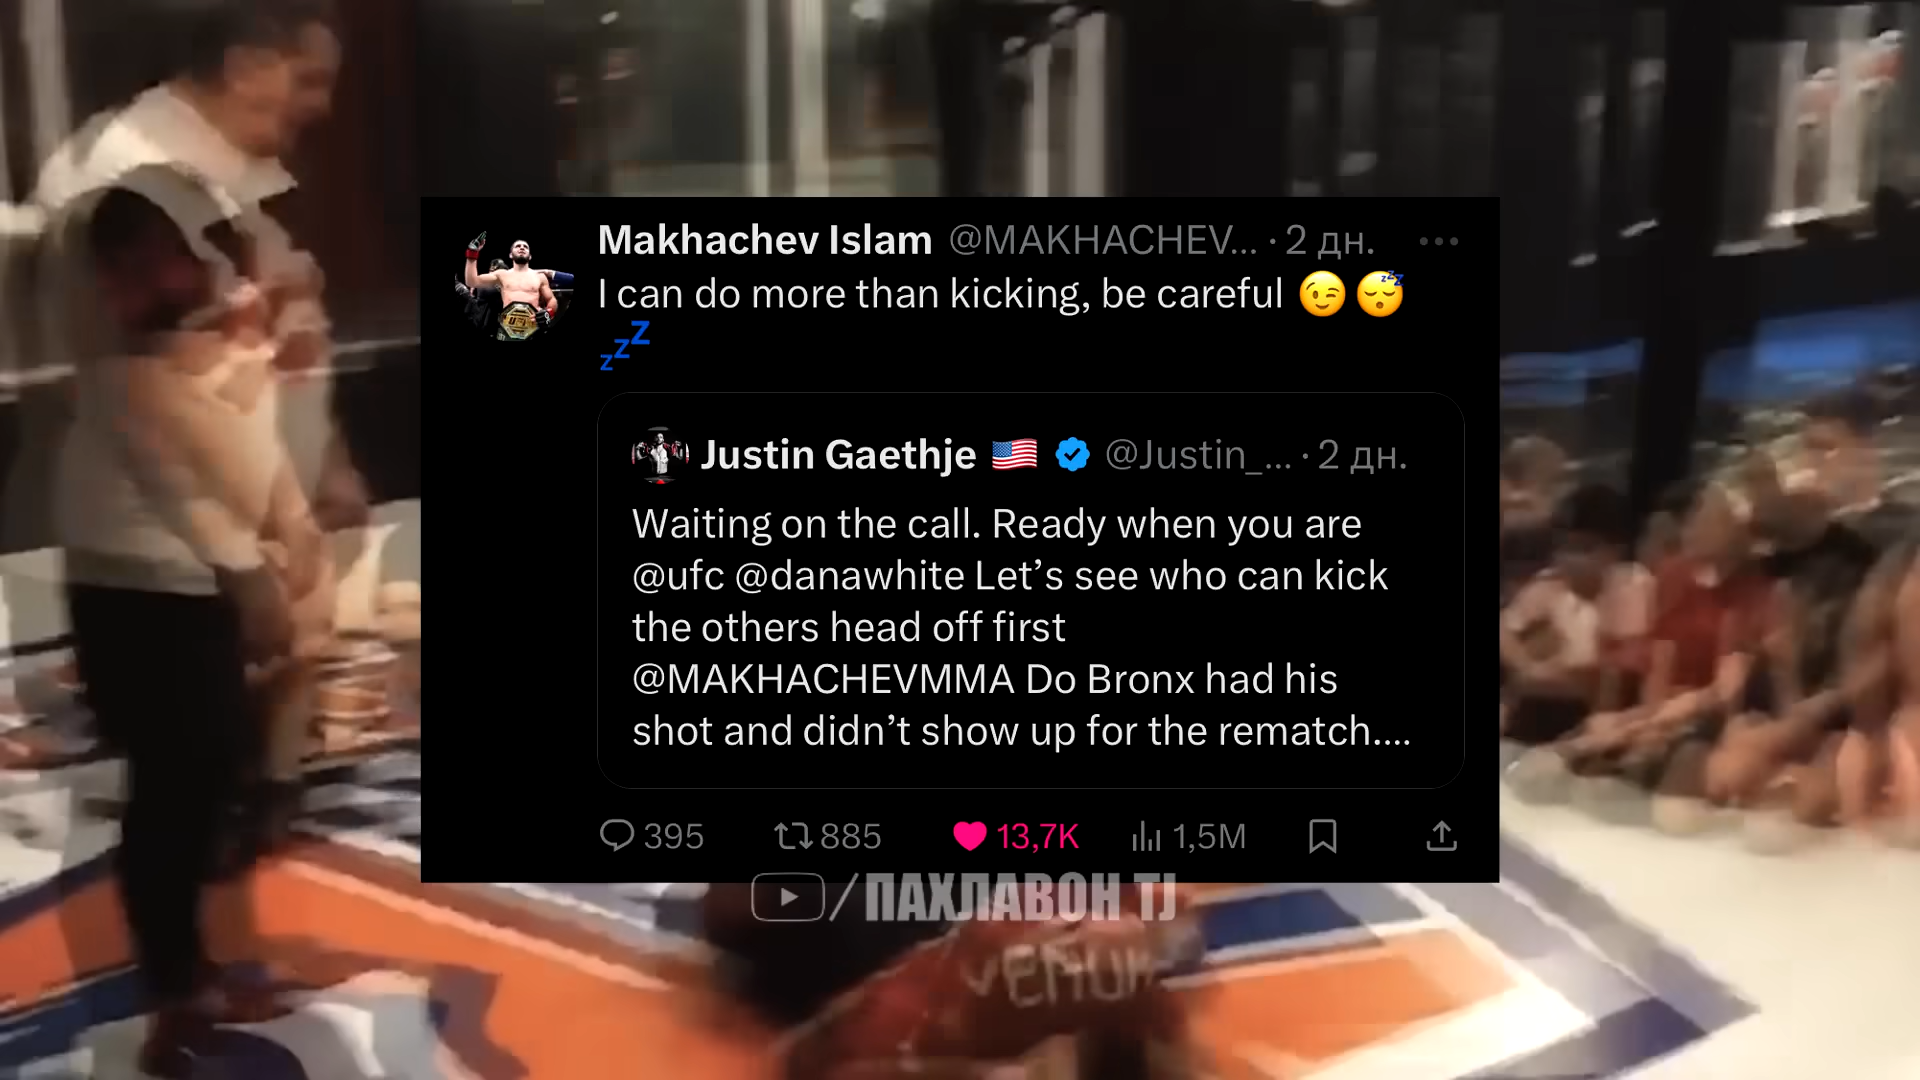 Makhachev Islam @MAKHACHEV... · 2 дн.
I can do more than kicking, be careful 😉😴
💤
Justin Gaethje 🇺🇸 @Justin_... · 2 дн.
Waiting on the call. Ready when you are
@ufc @danawhite Let’s see who can kick
the others head off first
@MAKHACHEVMMA Do Bronx had his
shot and didn’t show up for the rematch....
395 885 13,7K 1,5M
/ПАХЛАВОН TJ
VENUM